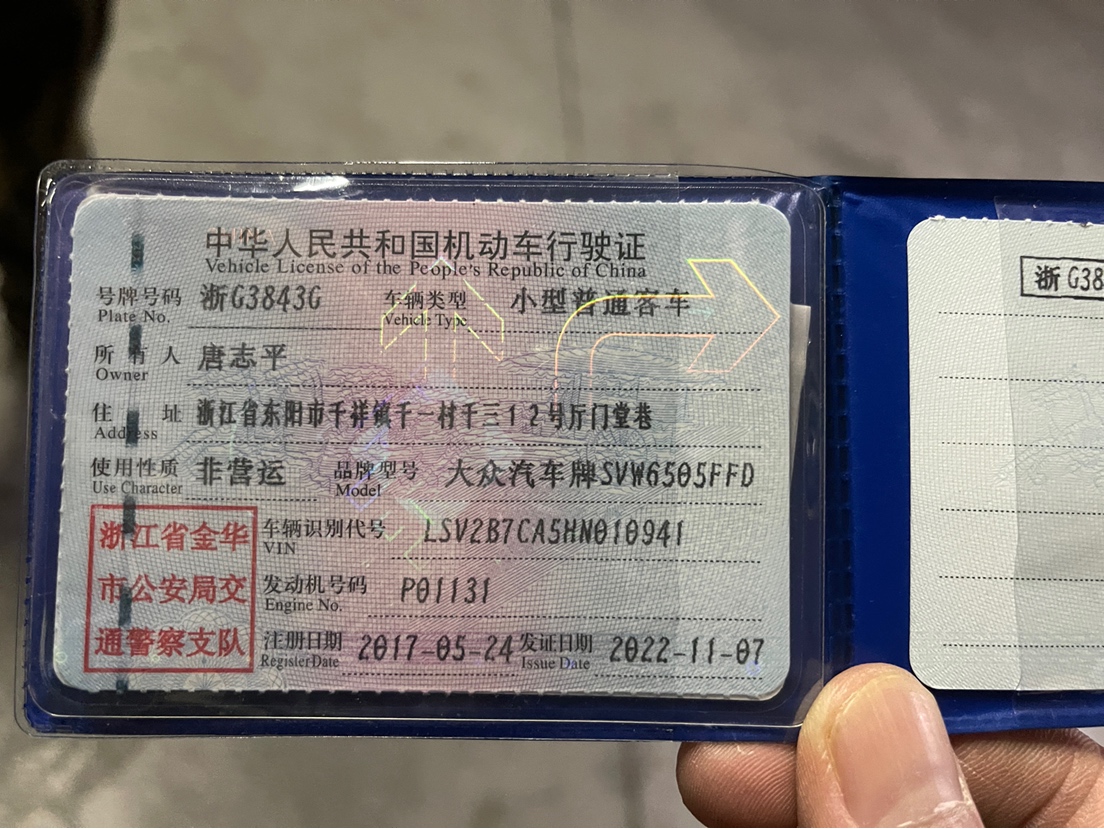 中华人民共和国机动车行驶证
Vehicle License of the People's Republic of China
号牌号码 浙G3843G 车辆类型 小型普通客车
Plate No. Vehicle Type
所有人 唐志平
Owner
住址 浙江省东阳市千祥镇千一村千三12号厅门堂巷
Address
使用性质 非营运 品牌型号 大众汽车牌SVW6505FFD
Use Character Model
浙江省金华
市公安局交
通警察支队
车辆识别代号 LSV2B7CA5HN010941
VIN
发动机号码 P01131
Engine No.
注册日期 2017-05-24 发证日期 2022-11-07
Register Date Issue Date
浙G38